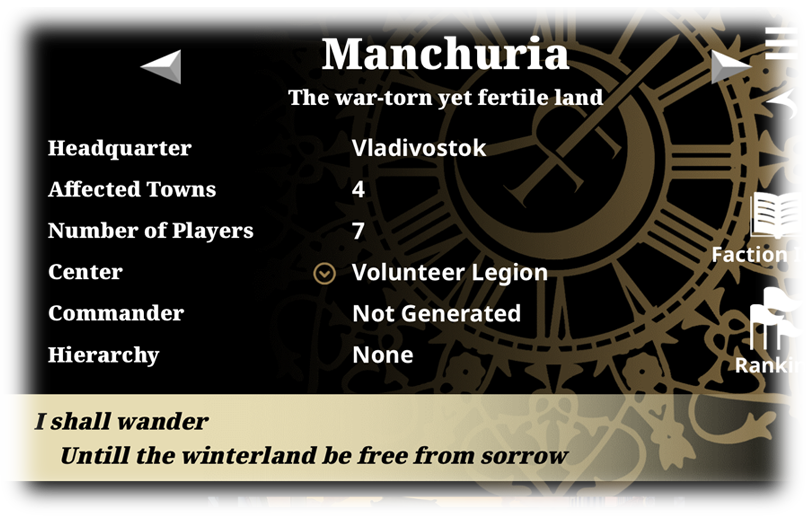 Manchuria
The war-torn yet fertile land
Headquarter Vladivostok
Affected Towns 4
Number of Players 7
Center Volunteer Legion
Commander Not Generated
Hierarchy None
Faction
I shall wander
Untill the winterland be free from sorrow